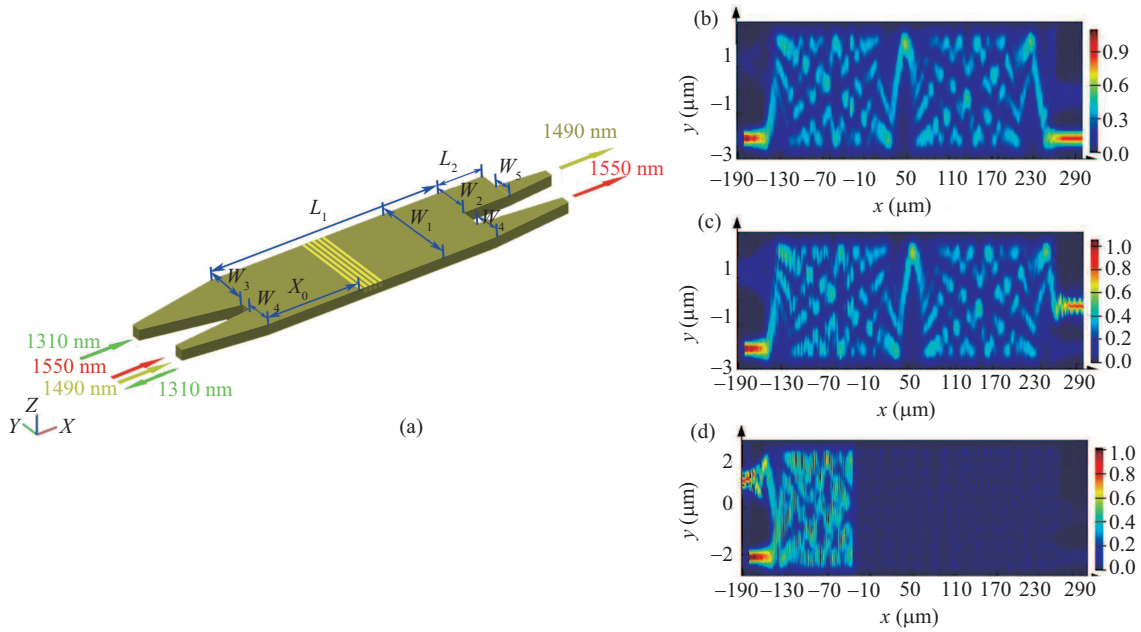 1490 nm
1550 nm
L2
W5
W2
W4
L1
W1
W3
W4
X0
1310 nm
1550 nm
1490 nm
1310 nm
Z
Y
X
(a)
(b)
1
−1
−3
y (μm)
−190 −130 −70 −10 50 110 170 230 290
x (μm)
0.9
0.6
0.3
0.0
(c)
1
−1
−3
y (μm)
−190 −130 −70 −10 50 110 170 230 290
x (μm)
1.0
0.8
0.6
0.4
0.2
0.0
(d)
2
0
−2
y (μm)
−190 −130 −70 −10 50 110 170 230 290
x (μm)
1.0
0.8
0.6
0.4
0.2
0.0